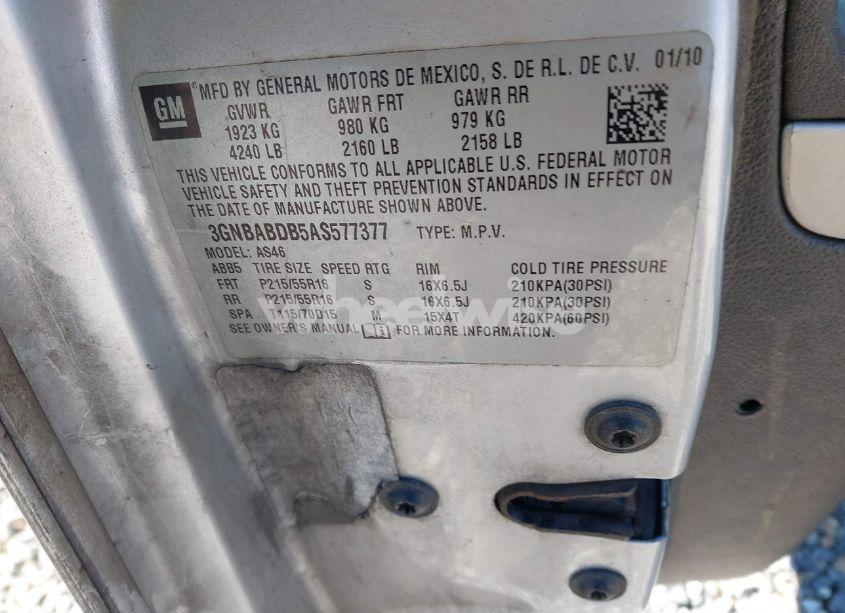 GM ®MFD BY GENERAL MOTORS DE MEXICO, S. DE R.L. DE C.V. 01/10
GVWR GAWR FRT GAWR RR
1923 KG 980 KG 979 KG
4240 LB 2160 LB 2158 LB
THIS VEHICLE CONFORMS TO ALL APPLICABLE U.S. FEDERAL MOTOR
VEHICLE SAFETY AND THEFT PREVENTION STANDARDS IN EFFECT ON
THE DATE OF MANUFACTURE SHOWN ABOVE.
3GNBABDB5AS577377 TYPE: M.P.V.
MODEL: AS46
ABB5 TIRE SIZE SPEED RTG RIM COLD TIRE PRESSURE
FRT P215/55R16 S 16X6.5J 210KPA(30PSI)
RR P215/55R16 S 16X6.5J 210KPA(30PSI)
SPA T115/70D15 M 15X4T 420KPA(60PSI)
SEE OWNER'S MANUAL FOR MORE INFORMATION.